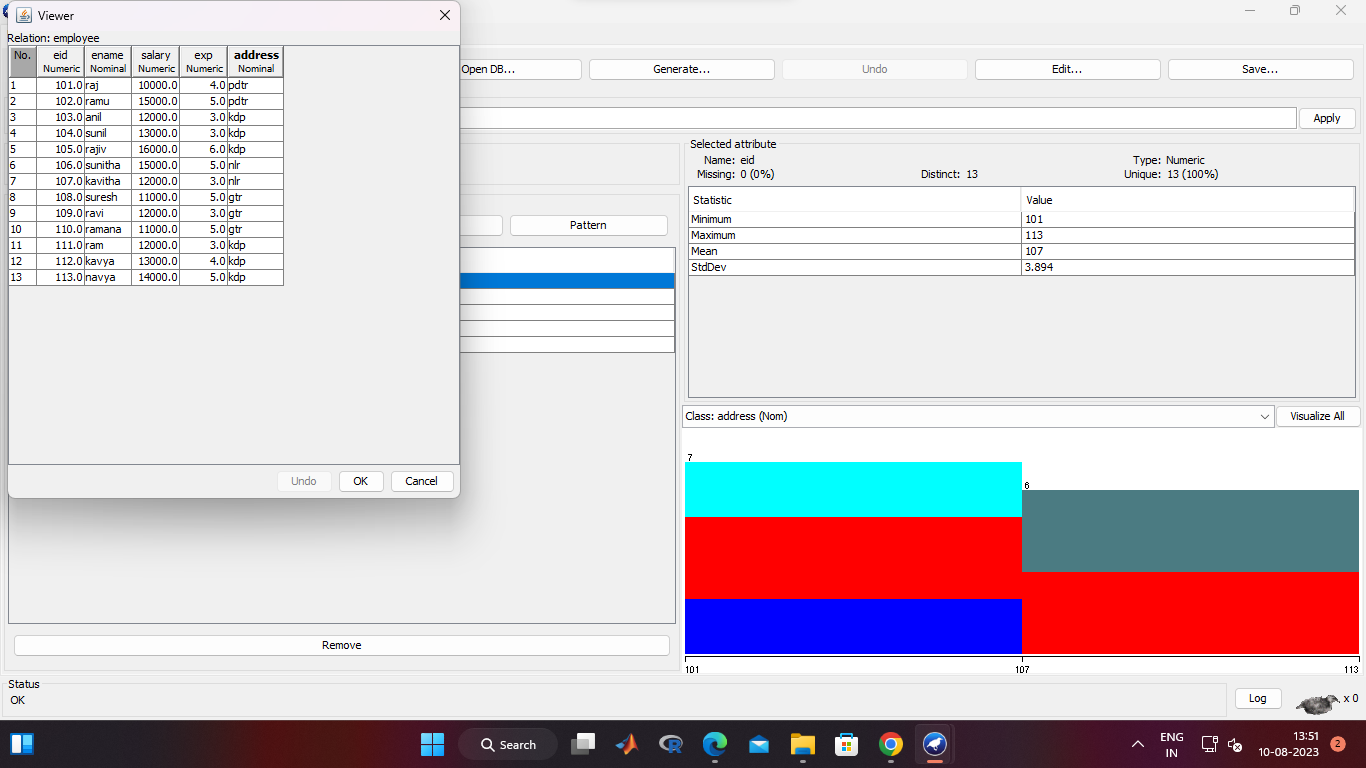 Viewer
Relation: employee
No. eid ename salary exp address
Numeric Nominal Numeric Numeric Nominal
1 101.0 raj 10000.0 4.0 pdtr
2 102.0 ramu 15000.0 5.0 pdtr
3 103.0 anil 12000.0 3.0 kdp
4 104.0 sunil 13000.0 3.0 kdp
5 105.0 rajiv 16000.0 6.0 kdp
6 106.0 sunitha 15000.0 5.0 nlr
7 107.0 kavitha 12000.0 3.0 nlr
8 108.0 suresh 11000.0 5.0 gtr
9 109.0 ravi 12000.0 3.0 gtr
10 110.0 ramana 11000.0 5.0 gtr
11 111.0 ram 12000.0 3.0 kdp
12 112.0 kavya 13000.0 4.0 kdp
13 113.0 navya 14000.0 5.0 kdp
Undo OK Cancel
Open DB... Generate... Undo Edit... Save...
Apply
Pattern
Remove
Selected attribute
Name: eid Type: Numeric
Missing: 0 (0%) Distinct: 13 Unique: 13 (100%)
Statistic Value
Minimum 101
Maximum 113
Mean 107
StdDev 3.894
Class: address (Nom) Visualize All
7
6
101 107 113
Status
OK
Log x 0
Search
ENG
IN
13:51
10-08-2023
2